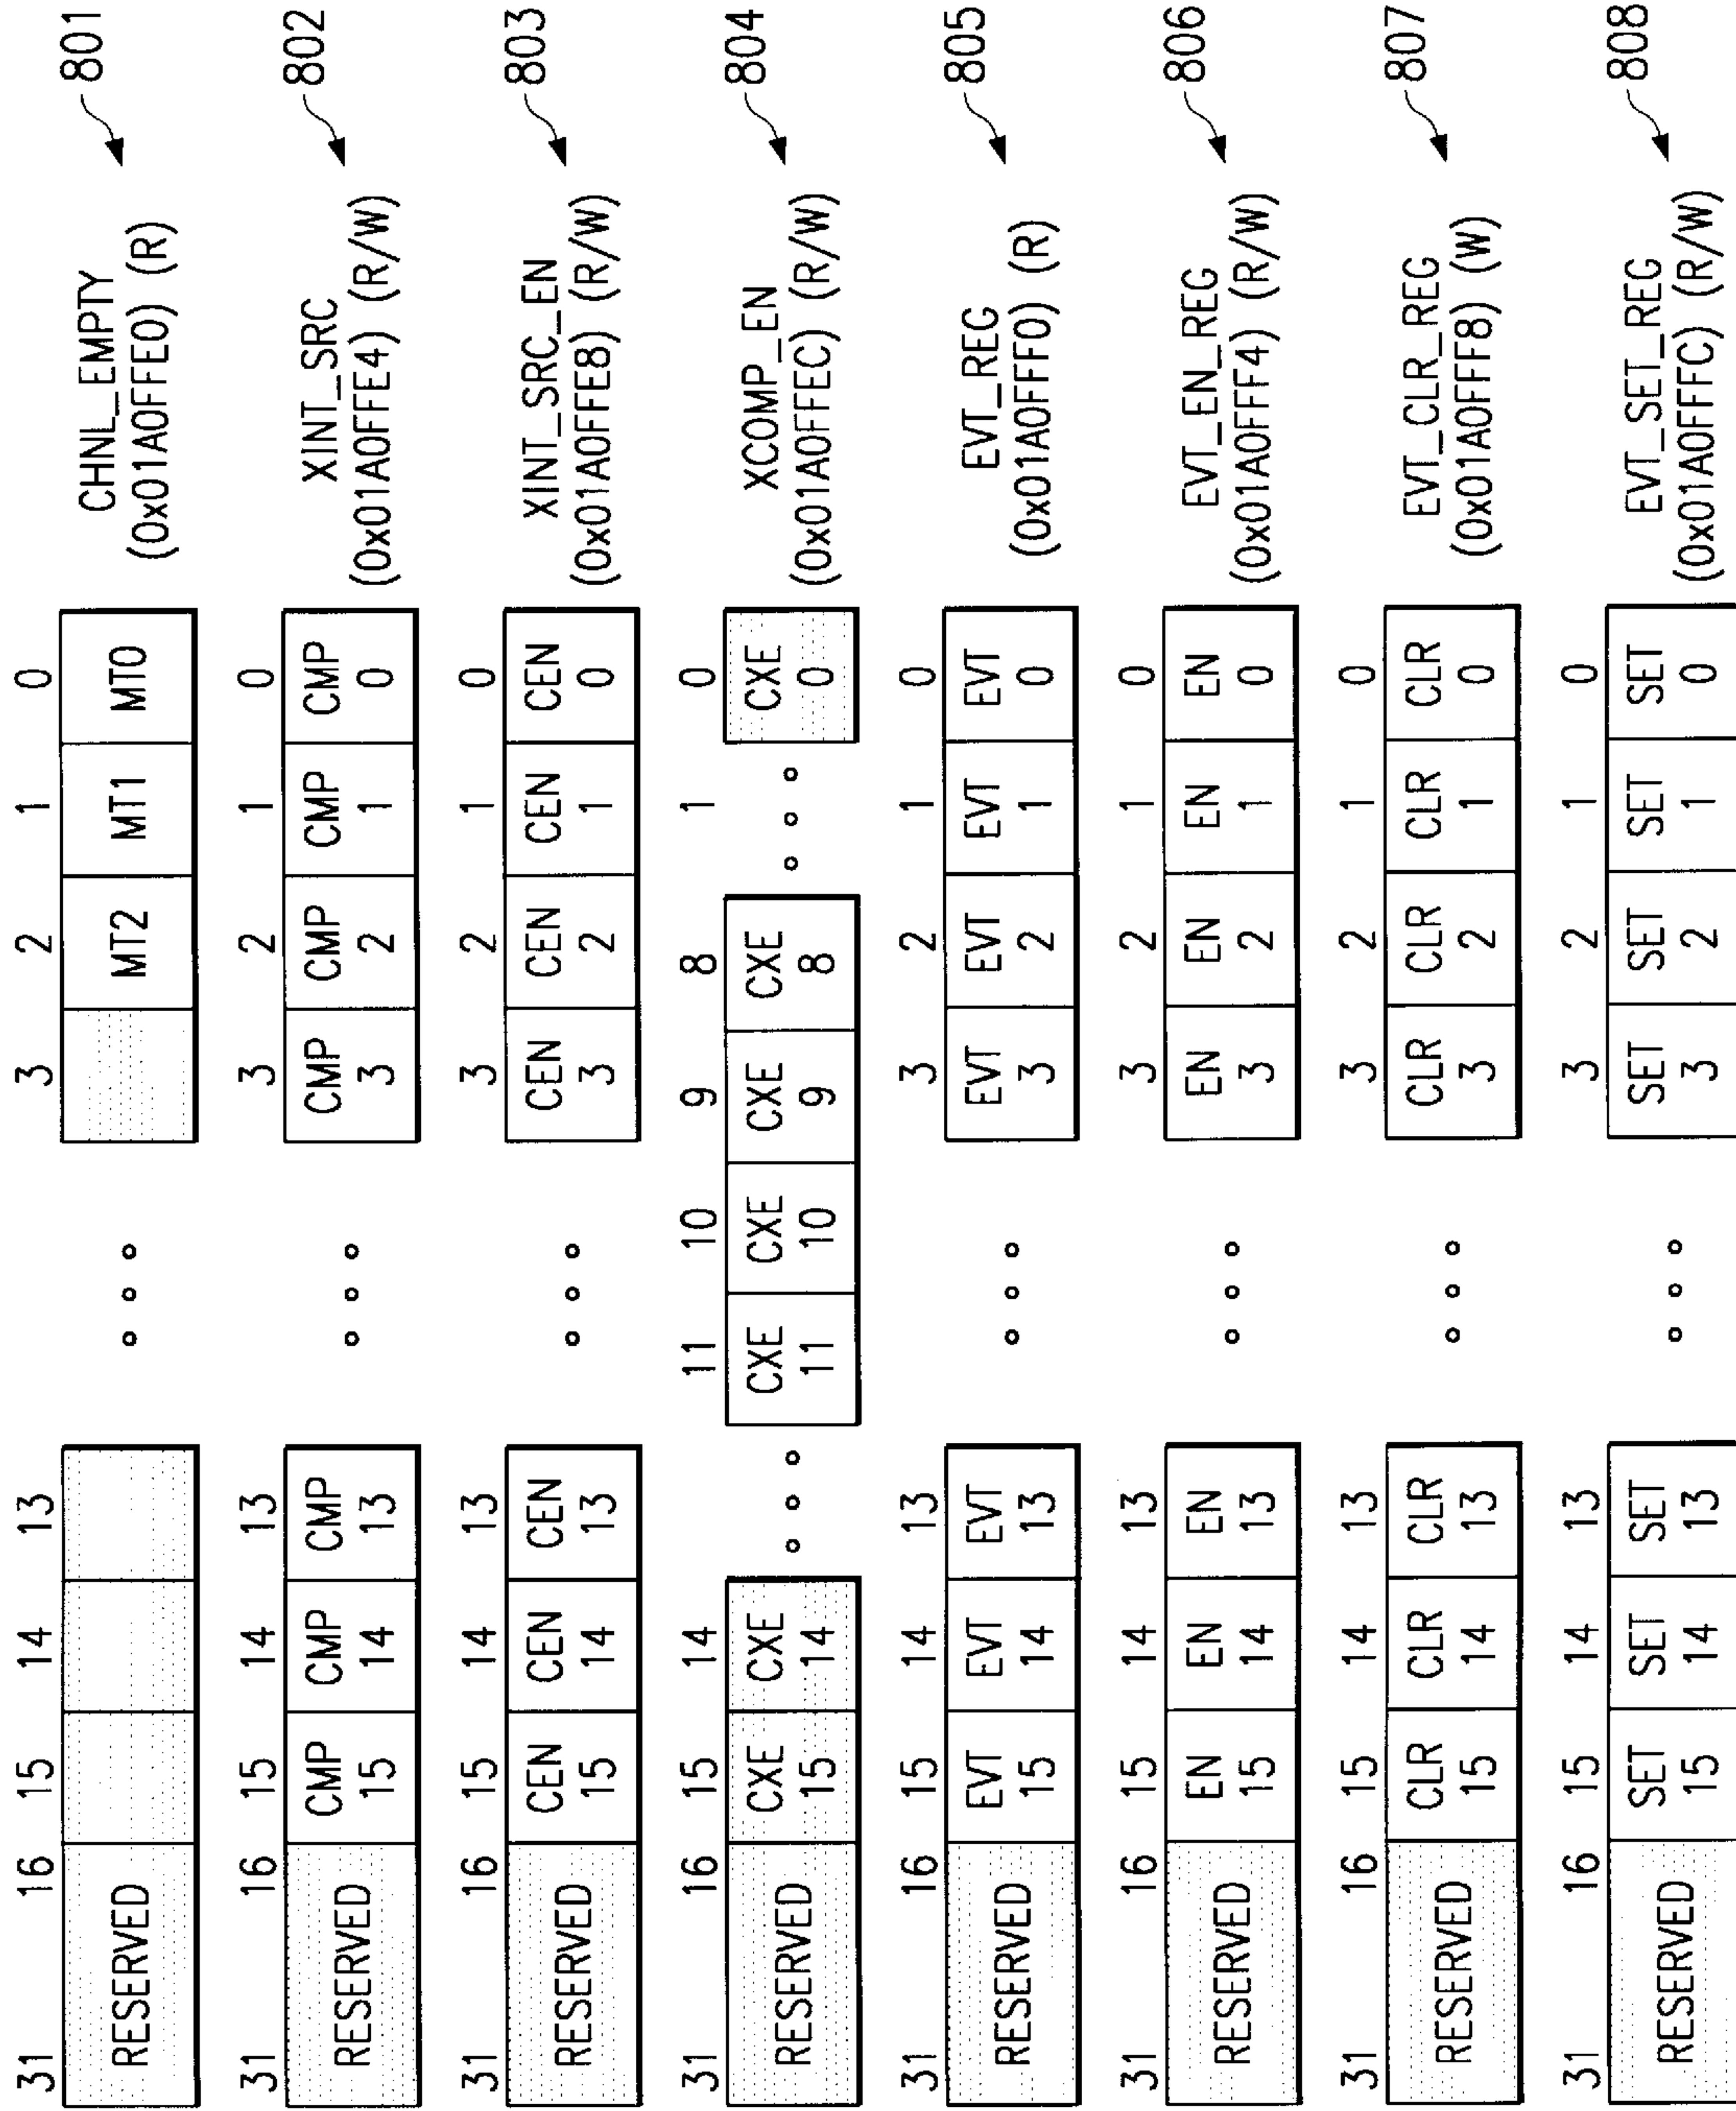 31 16 15 14 13 3 2 1 0
RESERVED MT2 MT1 MT0
CHNL_EMPTY
(0x01A0FFE0) (R)
801
31 16 15 14 13 3 2 1 0
RESERVED CMP CMP CMP CMP CMP CMP CMP
15 14 13 3 2 1 0
XINT_SRC
(0x01A0FFE4) (R/W)
802
31 16 15 14 13 3 2 1 0
RESERVED CEN CEN CEN CEN CEN CEN CEN
15 14 13 3 2 1 0
XINT_SRC_EN
(0x01A0FFE8) (R/W)
803
31 16 15 14 11 10 9 8 1 0
RESERVED CXE CXE CXE CXE CXE CXE CXE
15 14 11 10 9 8 0
XCOMP_EN
(0x01A0FFEC) (R/W)
804
31 16 15 14 13 3 2 1 0
RESERVED EVT EVT EVT EVT EVT EVT EVT
15 14 13 3 2 1 0
EVT_REG
(0x01A0FFF0) (R)
805
31 16 15 14 13 3 2 1 0
RESERVED EN EN EN EN EN EN EN
15 14 13 3 2 1 0
EVT_EN_REG
(0x01A0FFF4) (R/W)
806
31 16 15 14 13 3 2 1 0
RESERVED CLR CLR CLR CLR CLR CLR CLR
15 14 13 3 2 1 0
EVT_CLR_REG
(0x01A0FFF8) (W)
807
31 16 15 14 13 3 2 1 0
RESERVED SET SET SET SET SET SET SET
15 14 13 3 2 1 0
EVT_SET_REG
(0x01A0FFFC) (R/W)
808